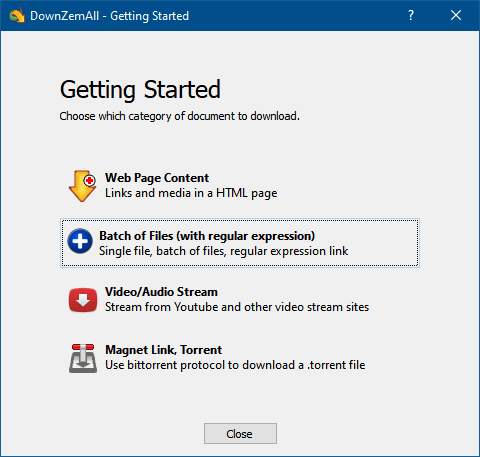 DownZemAll - Getting Started
Getting Started
Choose which category of document to download.
Web Page Content
Links and media in a HTML page
Batch of Files (with regular expression)
Single file, batch of files, regular expression link
Video/Audio Stream
Stream from Youtube and other video stream sites
Magnet Link, Torrent
Use bittorrent protocol to download a .torrent file
Close